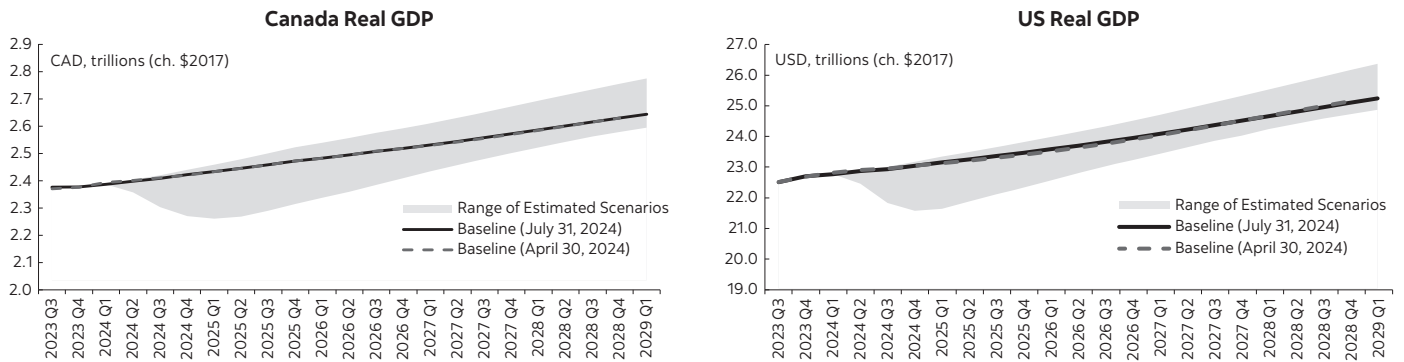 Canada Real GDP
CAD, trillions (ch. $2017)
2.9
2.8
2.7
2.6
2.5
2.4
2.3
2.2
2.1
2.0
Range of Estimated Scenarios
Baseline (July 31, 2024)
Baseline (April 30, 2024)
2023 Q3
2023 Q4
2024 Q1
2024 Q2
2024 Q3
2024 Q4
2025 Q1
2025 Q2
2025 Q3
2025 Q4
2026 Q1
2026 Q2
2026 Q3
2026 Q4
2027 Q1
2027 Q2
2027 Q3
2027 Q4
2028 Q1
2028 Q2
2028 Q3
2028 Q4
2029 Q1
US Real GDP
USD, trillions (ch. $2017)
27.0
26.0
25.0
24.0
23.0
22.0
21.0
20.0
19.0
Range of Estimated Scenarios
Baseline (July 31, 2024)
Baseline (April 30, 2024)
2023 Q3
2023 Q4
2024 Q1
2024 Q2
2024 Q3
2024 Q4
2025 Q1
2025 Q2
2025 Q3
2025 Q4
2026 Q1
2026 Q2
2026 Q3
2026 Q4
2027 Q1
2027 Q2
2027 Q3
2027 Q4
2028 Q1
2028 Q2
2028 Q3
2028 Q4
2029 Q1